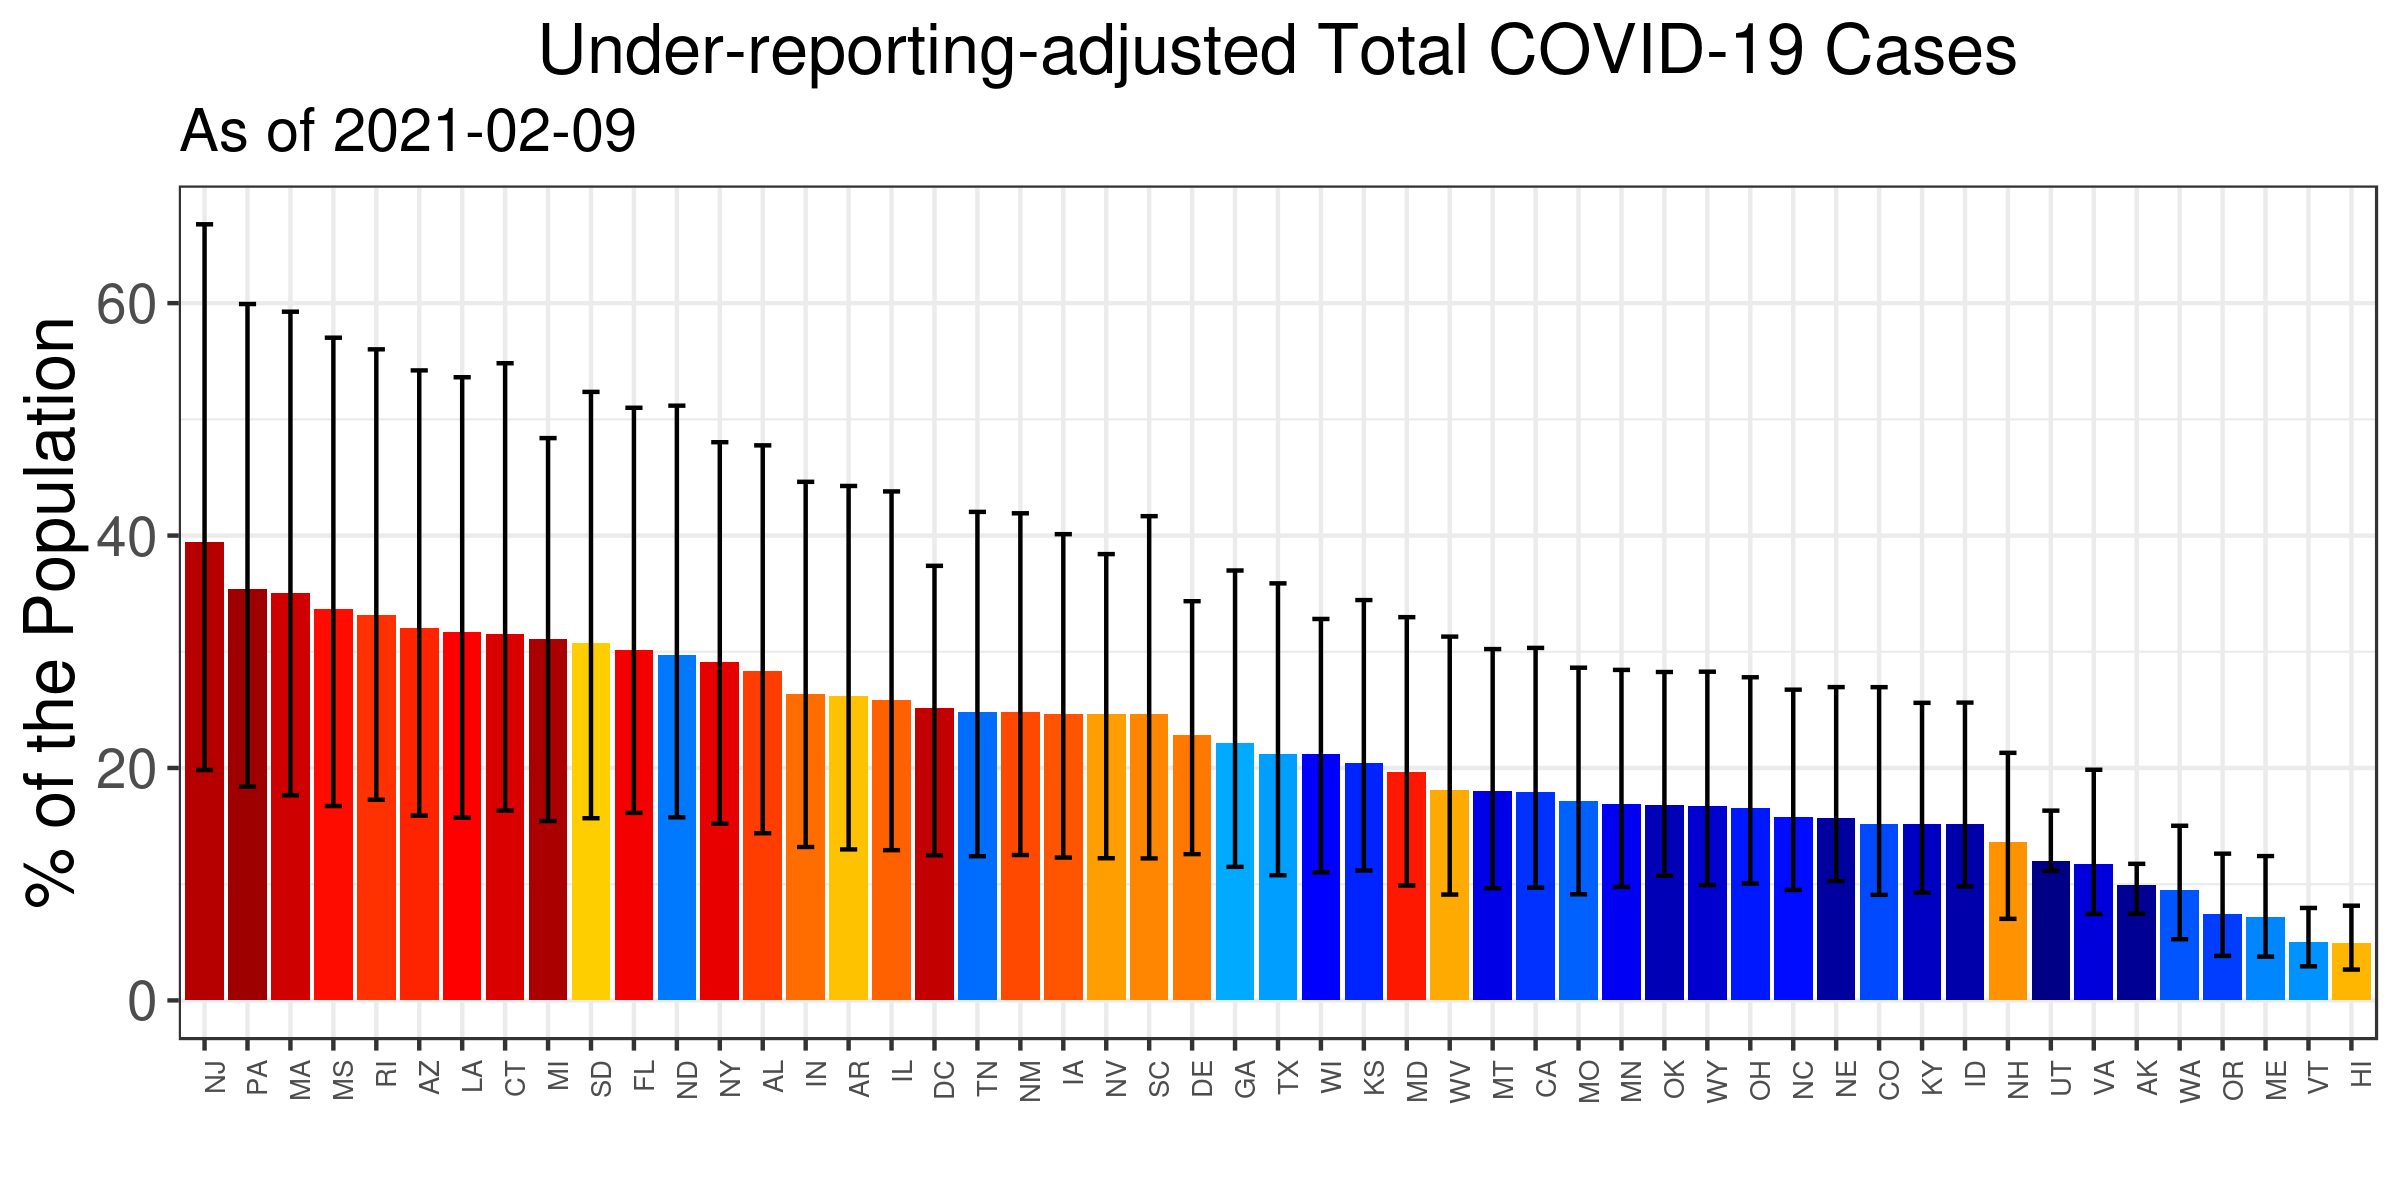 Under-reporting-adjusted Total COVID-19 Cases
As of 2021-02-09
% of the Population
60
40
20
0
NJ PA MA MS RI AZ LA CT MI SD FL ND NY AL IN AR IL DC TN NM IA NV SC DE GA TX WI KS MD WV MT CA MO MN OK WY OH NC NE CO KY ID NH UT VA AK WA OR ME VT HI